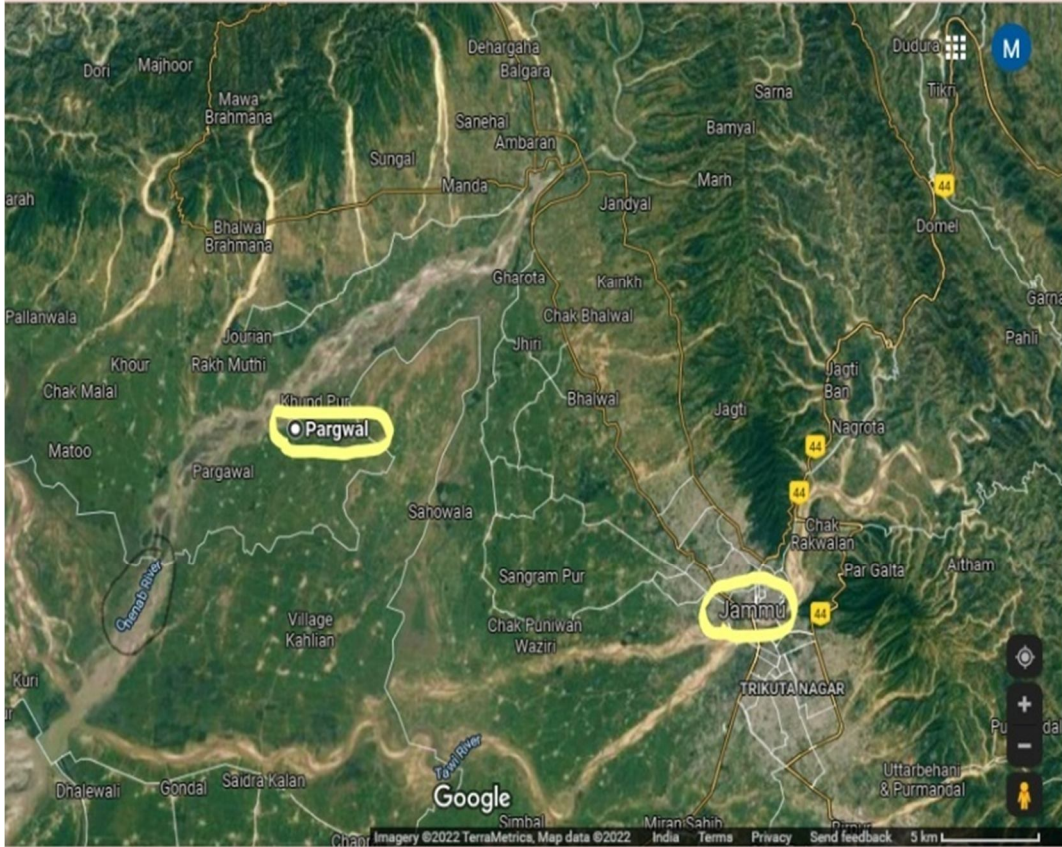 Dehargaha
Dudura
M
Dori
Majhoor
Balgara
Tikri
Mawa
Brahmana
Sarna
Sanehal
Bamyal
Ambaran
Sungal
Manda
Marh
44
arah
Jandyal
Bhalwal
Brahmana
Domel
Gharota
Kainkh
Garna
Pallanwala
Chak Bhalwal
Jourian
Jhiri
Pahli
Khour
Rakh Muthi
Jagti
Ban
Chak Malal
Khund Pur
Bhalwal
Jagti
Pargwal
Nagrota
44
Matoo
Pargawal
44
Sahowala
Chak
Rakwalan
Aitham
Par Galta
Sangram Pur
Chenab River
Jammu
44
Village
Kahlian
Chak Puniwan
Waziri
Kuri
TRIKUTA NAGAR
Tawi River
Uttarbehani
& Purmandal
Dhalewali
Gondal
Saidra Kalan
Google
Simbal
Miran Sahib
Imagery ©2022 TerraMetrics, Map data ©2022 India Terms Privacy Send feedback 5 km